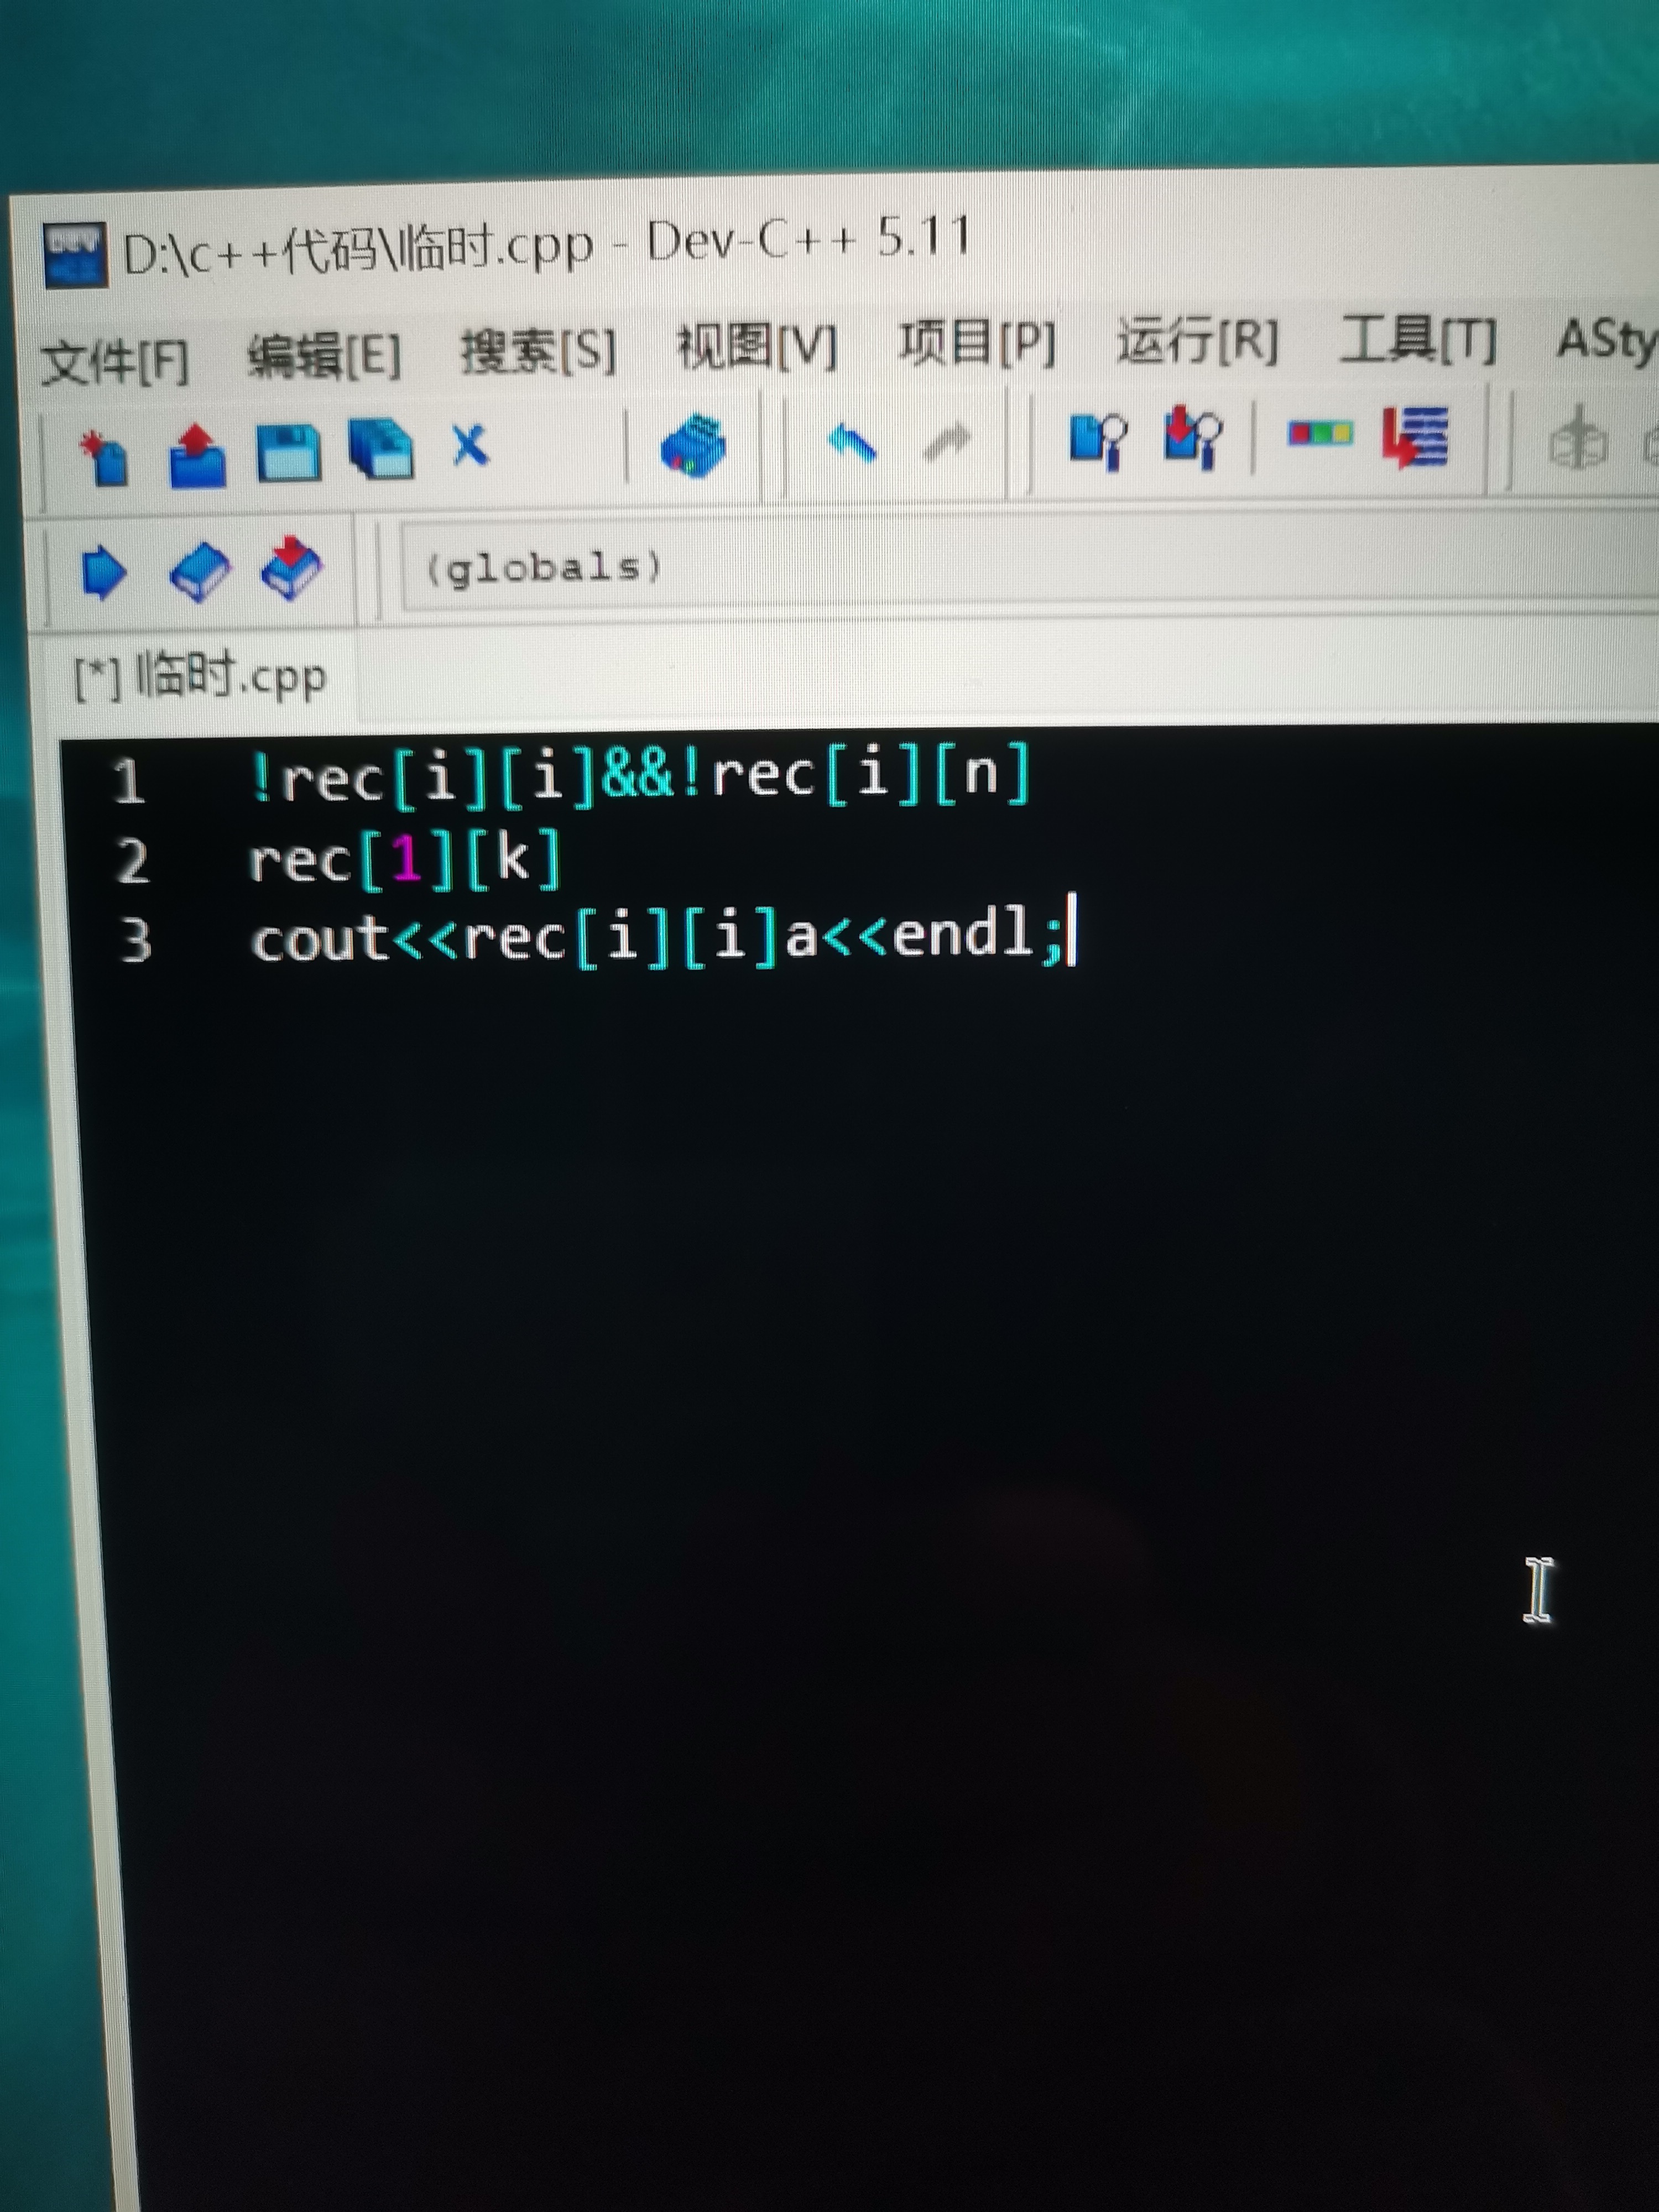 D:\c++代码\临时.cpp - Dev-C++ 5.11
文件[F] 编辑[E] 搜索[S] 视图[V] 项目[P] 运行[R] 工具[T] ASty
(globals)
[*] 临时.cpp
1 !rec[i][i]&&!rec[i][n]
2 rec[1][k]
3 cout<<rec[i][i]a<<endl;